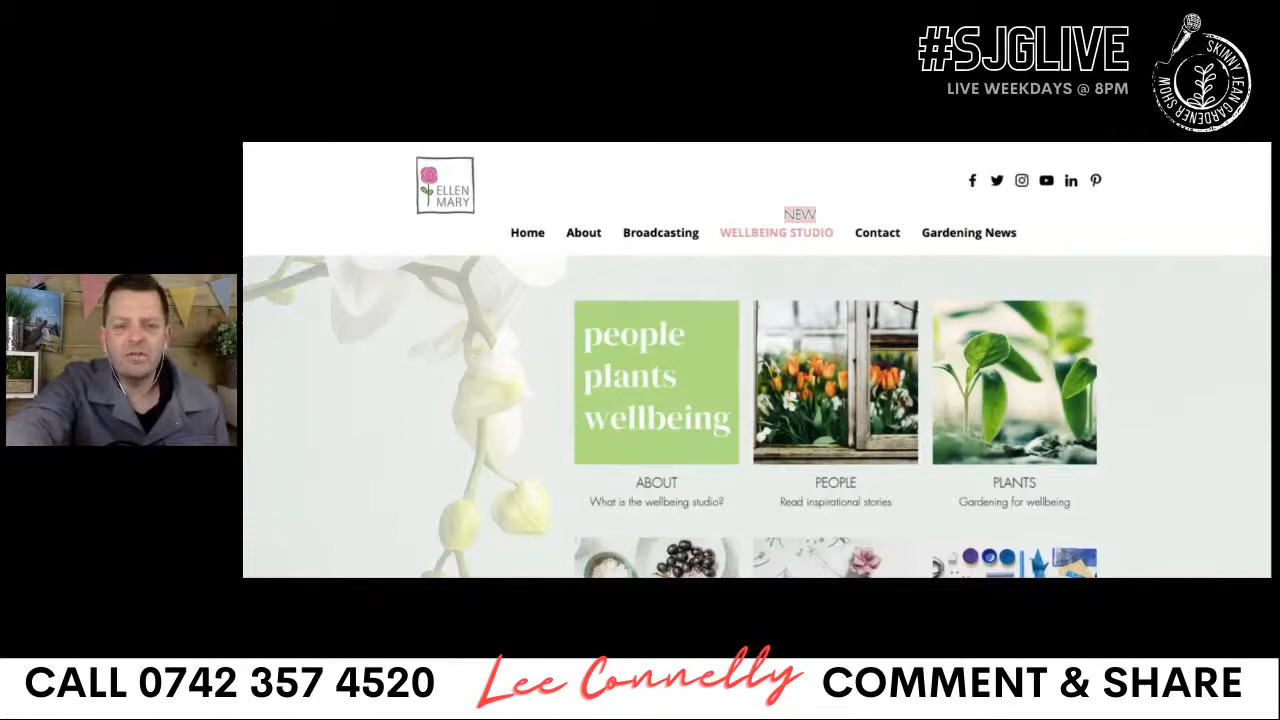 #SJGLIVE
LIVE WEEKDAYS @ 8PM
SKINNY JEAN GARDENER SHOW
ELLEN
MARY
NEW
Home About Broadcasting WELLBEING STUDIO Contact Gardening News
people
plants
wellbeing
ABOUT PEOPLE PLANTS
What is the wellbeing studio? Read inspirational stories Gardening for wellbeing
CALL 0742 357 4520 Lee Connelly COMMENT & SHARE